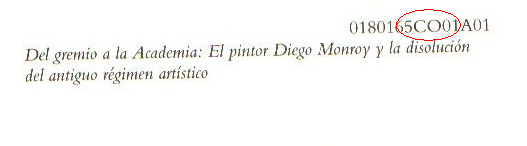 0180165CO01A01
Del gremio a la Academia: El pintor Diego Monroy y la disolución
del antiguo régimen artístico